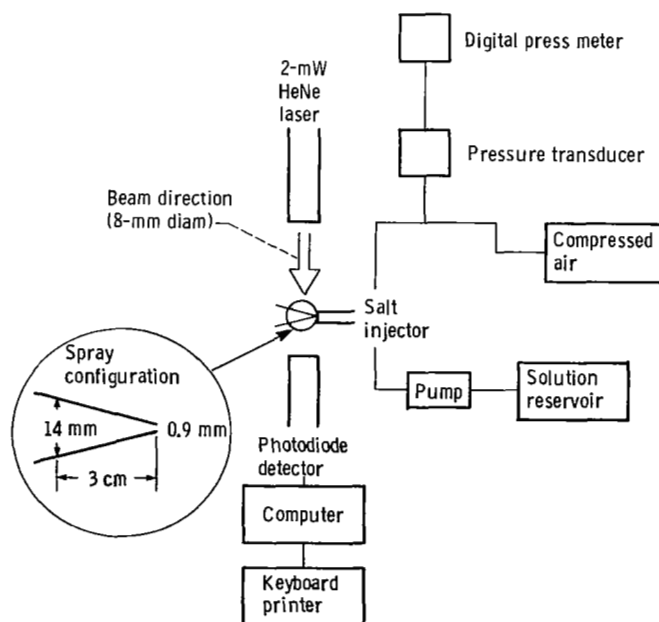 Digital press meter
2-mW
HeNe
laser
Pressure transducer
Beam direction
(8-mm diam)
Compressed
air
Salt
injector
Spray
configuration
14 mm
0.9 mm
3 cm
Pump
Solution
reservoir
Photodiode
detector
Computer
Keyboard
printer